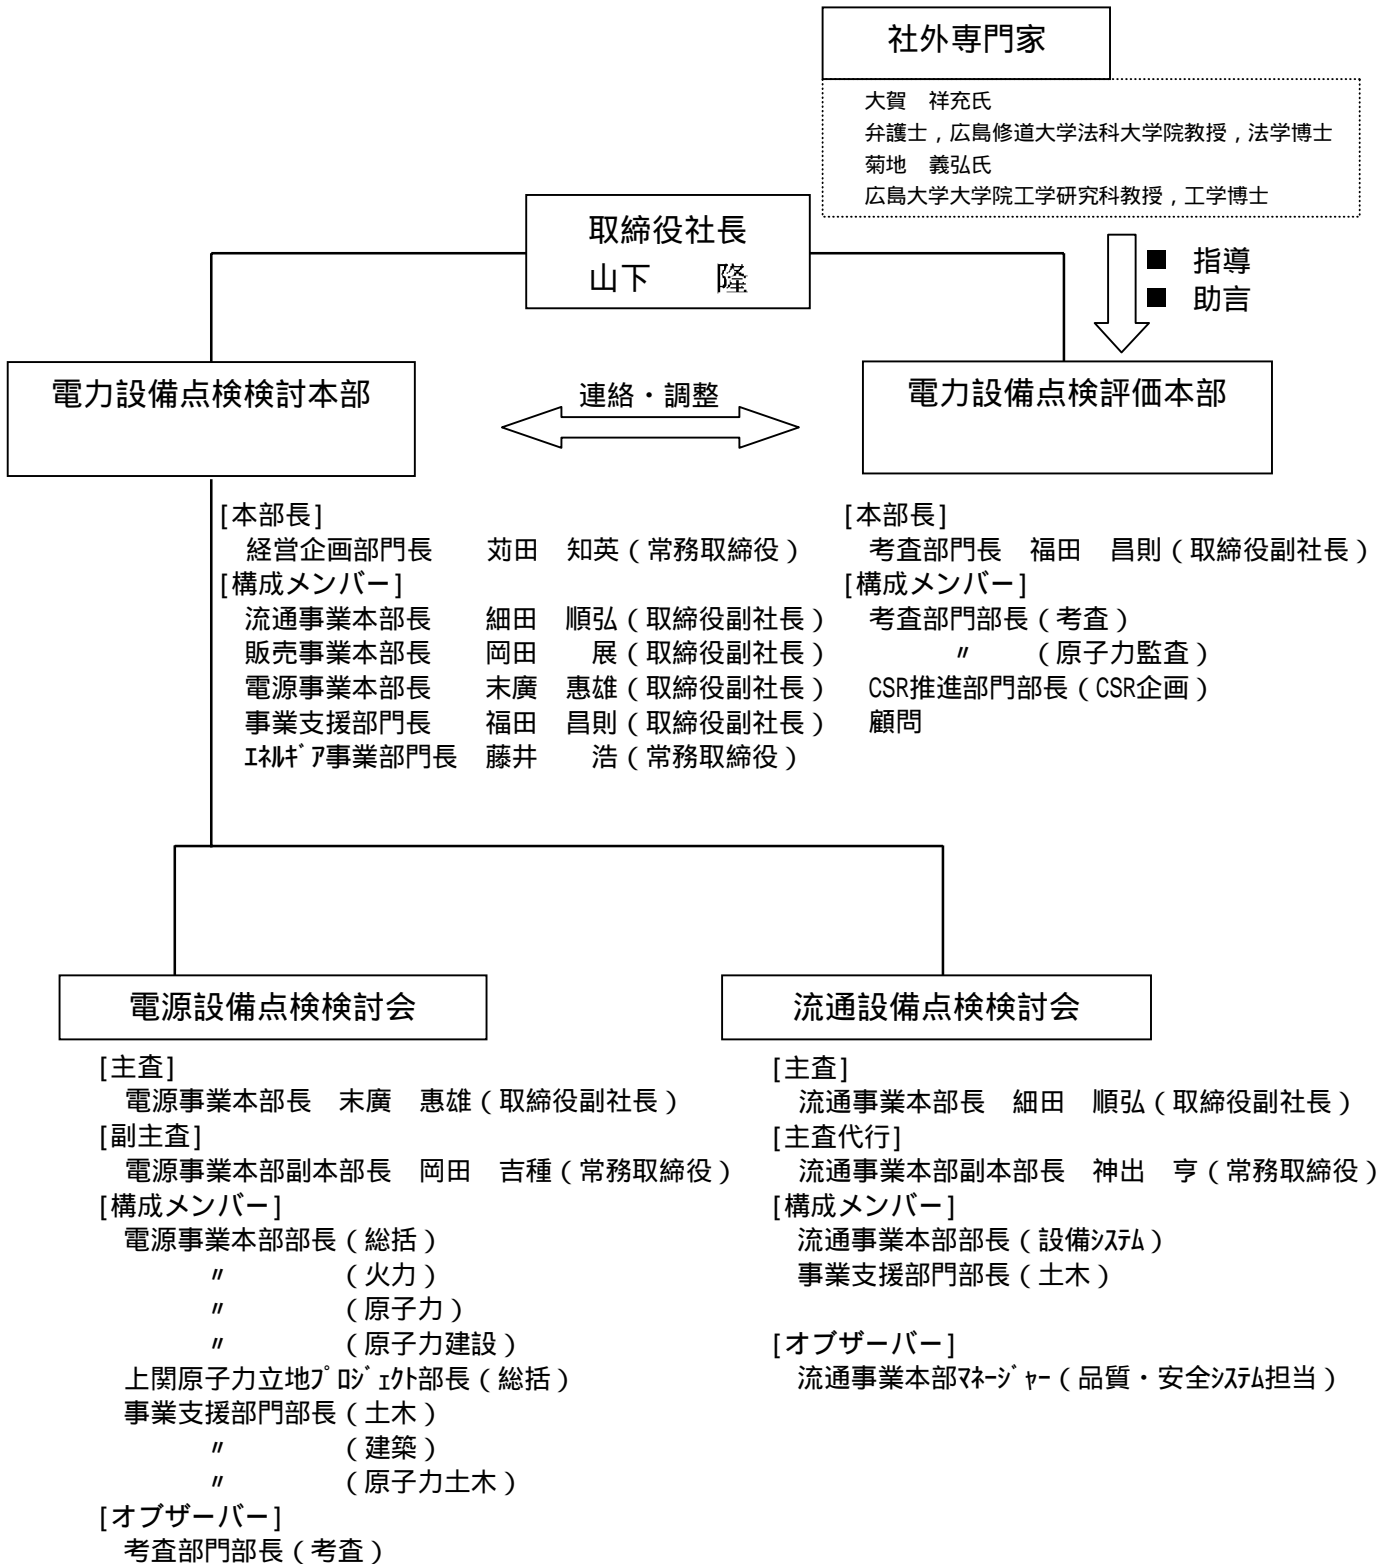 社外専門家
大賀　祥充氏
弁護士，広島修道大学法科大学院教授，法学博士
菊地　義弘氏
広島大学大学院工学研究科教授，工学博士
取締役社長
山下　　隆
■　指導
■　助言
電力設備点検検討本部
連絡・調整
電力設備点検評価本部
[本部長]
経営企画部門長　　苅田　知英（常務取締役）
[構成メンバー]
流通事業本部長　　細田　順弘（取締役副社長）
販売事業本部長　　岡田　　展（取締役副社長）
電源事業本部長　　末廣　惠雄（取締役副社長）
事業支援部門長　　福田　昌則（取締役副社長）
ｴﾈﾙｷﾞｱ事業部門長　藤井　　浩（常務取締役）
[本部長]
考査部門長　福田　昌則（取締役副社長）
[構成メンバー]
考査部門部長（考査）
〃　　（原子力監査）
CSR推進部門部長（CSR企画）
顧問
電源設備点検検討会
[主査]
電源事業本部長　末廣　惠雄（取締役副社長）
[副主査]
電源事業本部副本部長　岡田　吉種（常務取締役）
[構成メンバー]
電源事業本部部長（総括）
〃　　　　（火力）
〃　　　　（原子力）
〃　　　　（原子力建設）
上関原子力立地ﾌﾟﾛｼﾞｪｸﾄ部長（総括）
事業支援部門部長（土木）
〃　　　　（建築）
〃　　　　（原子力土木）
[オブザーバー]
考査部門部長（考査）
流通設備点検検討会
[主査]
流通事業本部長　細田　順弘（取締役副社長）
[主査代行]
流通事業本部副本部長　神出　亨（常務取締役）
[構成メンバー]
流通事業本部部長（設備ｼｽﾃﾑ）
事業支援部門部長（土木）
[オブザーバー]
流通事業本部ﾏﾈｰｼﾞｬｰ（品質・安全ｼｽﾃﾑ担当）